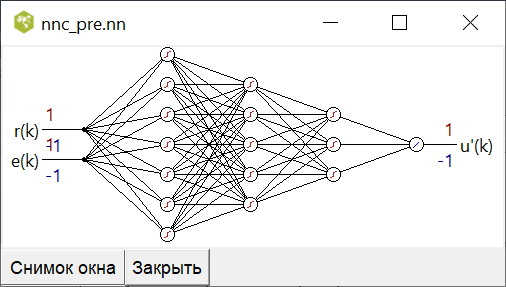 nnc_pre.nn
1
r(k)
-1
1
e(k)
-1
1
u'(k)
-1
Снимок окна Закрыть